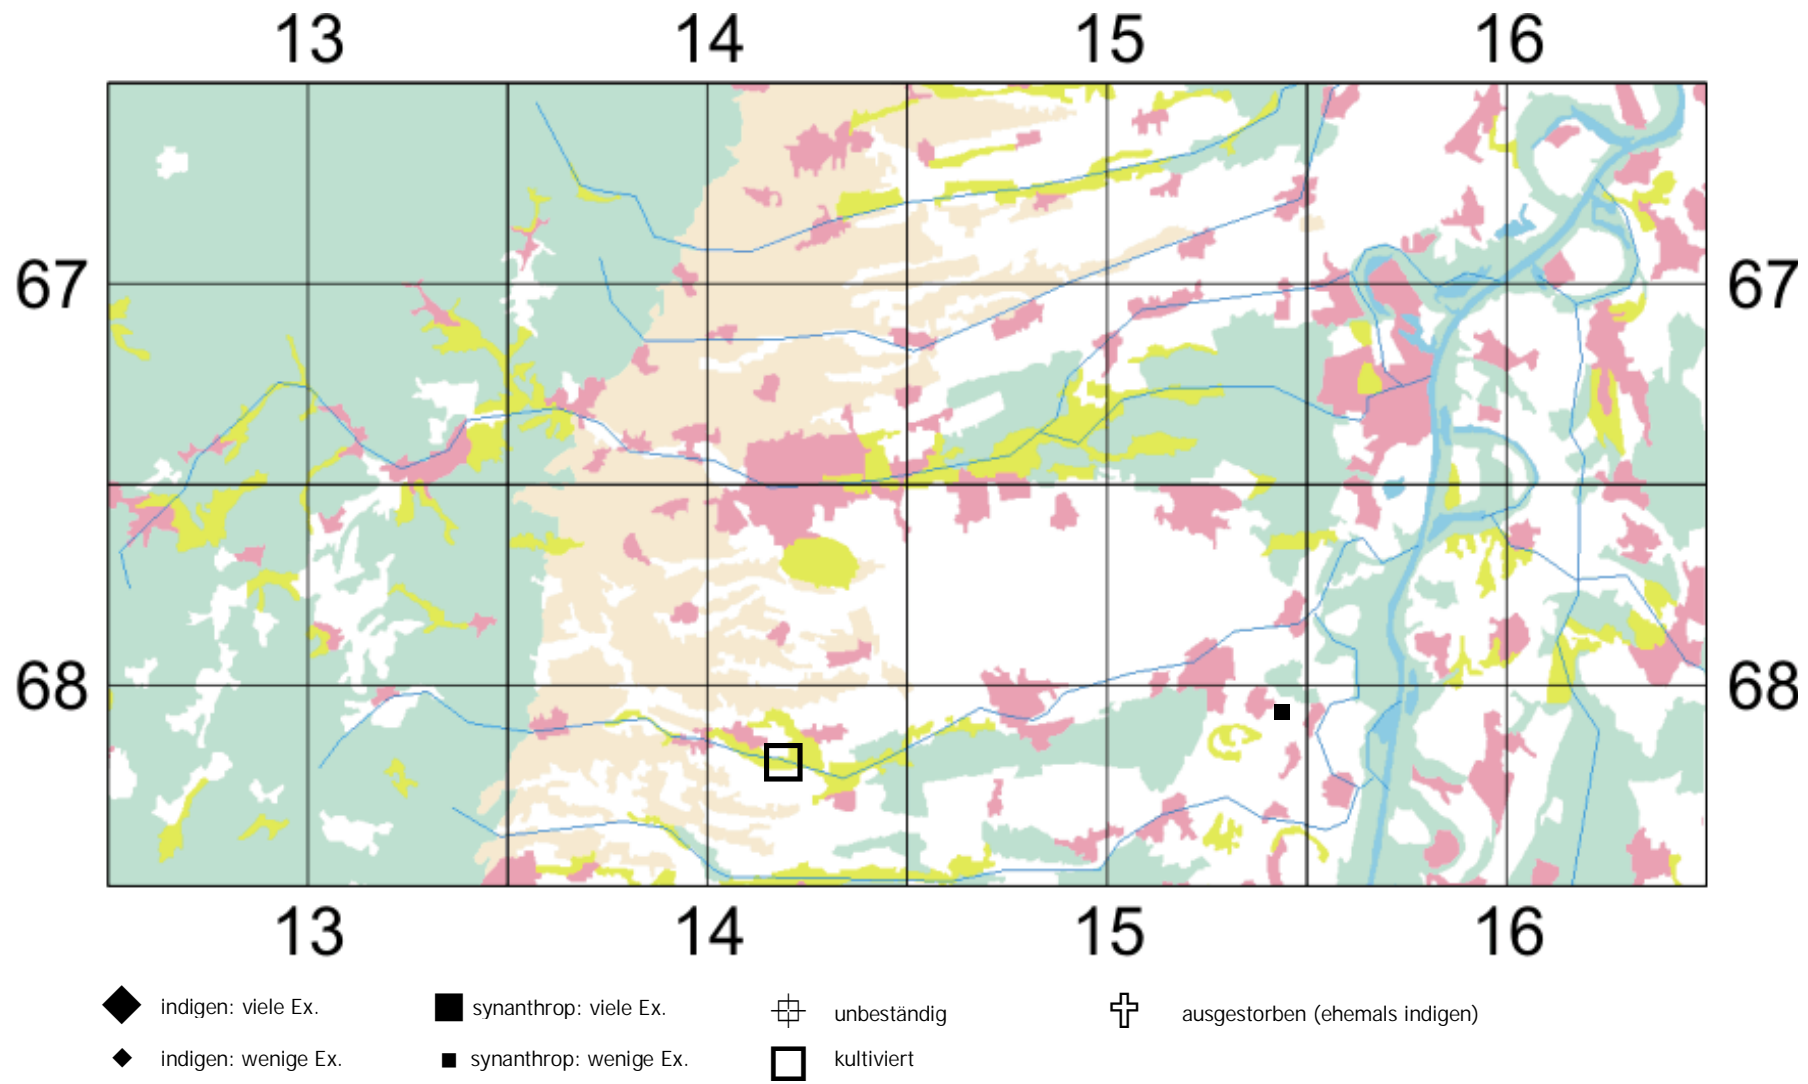 13 14 15 16
67 67
68 68
13 14 15 16
indigen: viele Ex. synanthrop: viele Ex. unbeständig ausgestorben (ehemals indigen)
indigen: wenige Ex. synanthrop: wenige Ex. kultiviert